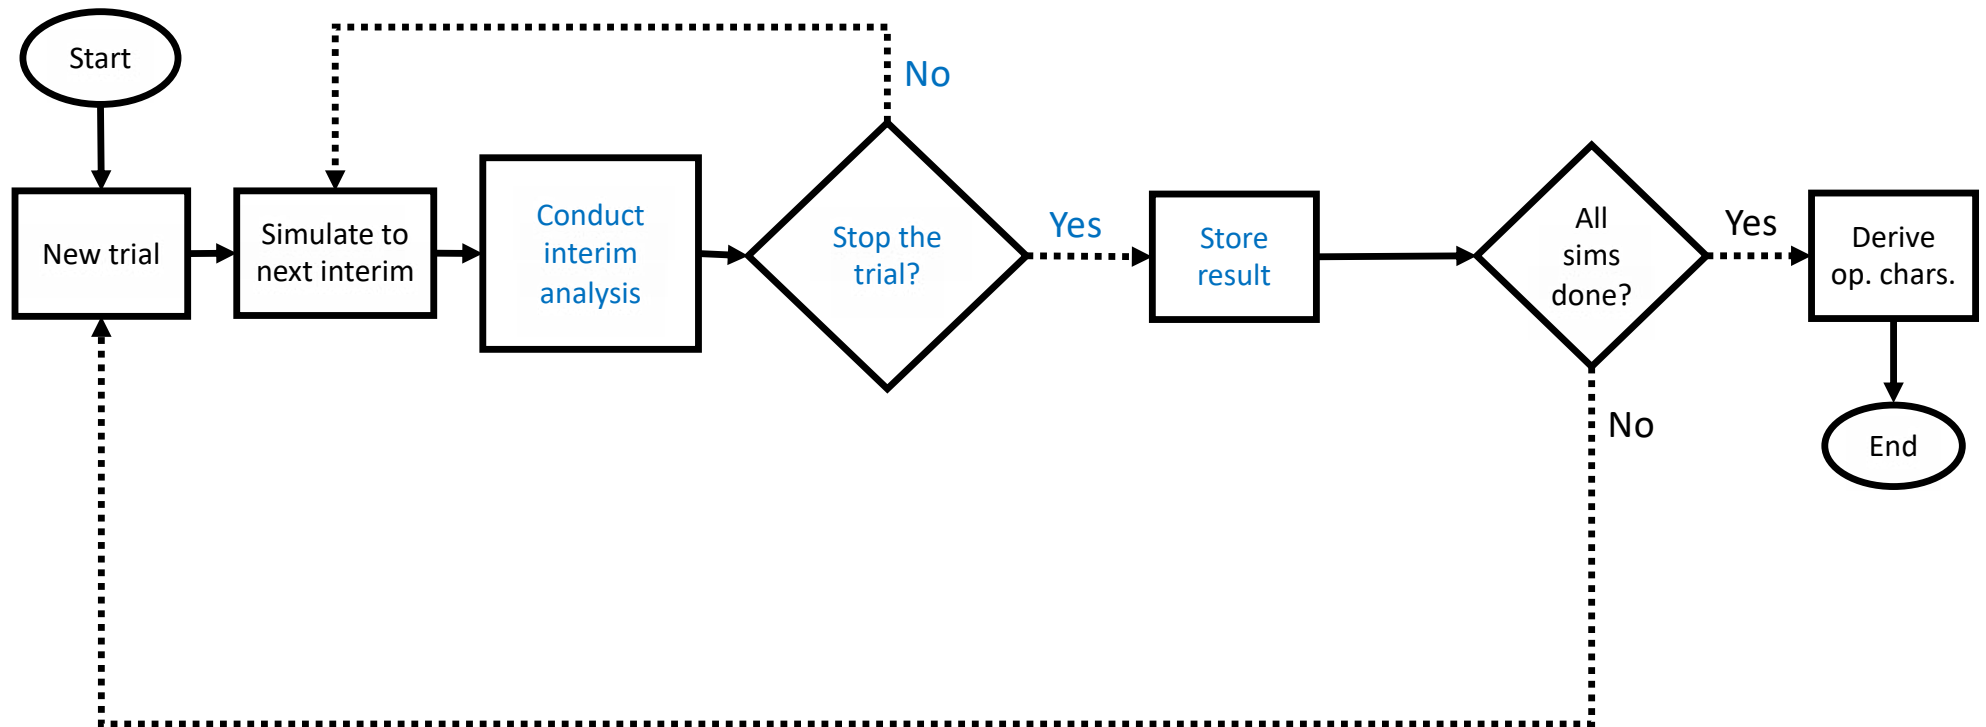 Start
New trial
Simulate to
next interim
Conduct
interim
analysis
Stop the
trial?
No
Yes
Store
result
All
sims
done?
Yes
No
Derive
op. chars.
End